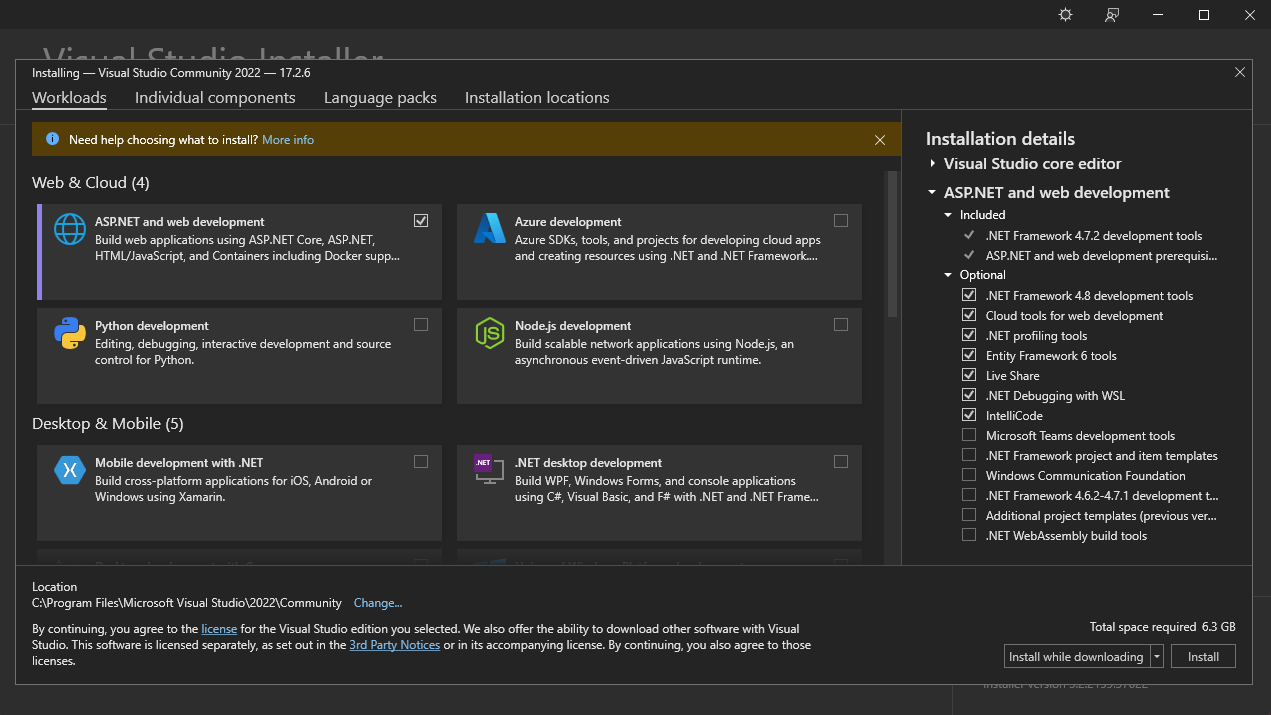 Visual Studio Installer
Installing — Visual Studio Community 2022 — 17.2.6
Workloads
Individual components
Language packs
Installation locations
Need help choosing what to install? More info
Web & Cloud (4)
ASP.NET and web development
Build web applications using ASP.NET Core, ASP.NET,
HTML/JavaScript, and Containers including Docker supp...
Azure development
Azure SDKs, tools, and projects for developing cloud apps
and creating resources using .NET and .NET Framework....
Python development
Editing, debugging, interactive development and source
control for Python.
Node.js development
Build scalable network applications using Node.js, an
asynchronous event-driven JavaScript runtime.
Desktop & Mobile (5)
Mobile development with .NET
Build cross-platform applications for iOS, Android or
Windows using Xamarin.
.NET
.NET desktop development
Build WPF, Windows Forms, and console applications
using C#, Visual Basic, and F# with .NET and .NET Frame...
Installation details
Visual Studio core editor
ASP.NET and web development
Included
.NET Framework 4.7.2 development tools
ASP.NET and web development prerequisi...
Optional
.NET Framework 4.8 development tools
Cloud tools for web development
.NET profiling tools
Entity Framework 6 tools
Live Share
.NET Debugging with WSL
IntelliCode
Microsoft Teams development tools
.NET Framework project and item templates
Windows Communication Foundation
.NET Framework 4.6.2-4.7.1 development t...
Additional project templates (previous ver...
.NET WebAssembly build tools
Location
C:\Program Files\Microsoft Visual Studio\2022\Community Change...
By continuing, you agree to the license for the Visual Studio edition you selected. We also offer the ability to download other software with Visual
Studio. This software is licensed separately, as set out in the 3rd Party Notices or in its accompanying license. By continuing, you also agree to those
licenses.
Total space required 6.3 GB
Install while downloading
Install